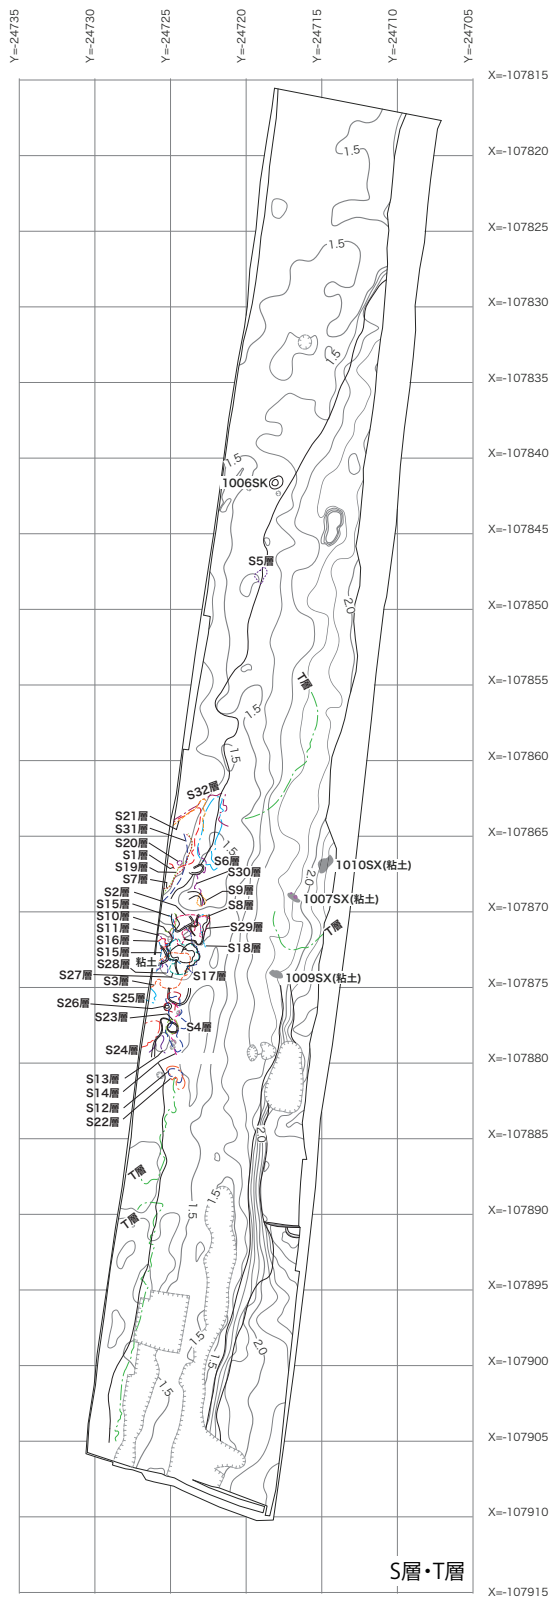 Y=-24735
Y=-24730
Y=-24725
Y=-24720
Y=-24715
Y=-24710
Y=-24705
X=-107815
X=-107820
X=-107825
X=-107830
X=-107835
X=-107840
X=-107845
X=-107850
X=-107855
X=-107860
X=-107865
X=-107870
X=-107875
X=-107880
X=-107885
X=-107890
X=-107895
X=-107900
X=-107905
X=-107910
X=-107915
1.5
1.5
1.5
1.5
1006SK
S5層
2.0
T層
1.5
1.5
S32層
S21層
S31層
S20層
S1層
S19層
S7層
1.5
S6層
S30層
S9層
S8層
S2層
S15層
S10層
S11層
S16層
S15層
S28層
粘土
S29層
S18層
S17層
S27層
S3層
S26層
S25層
S23層
S4層
S24層
S13層
S14層
S12層
S22層
2.0
1010SX(粘土)
1007SX(粘土)
T層
1009SX(粘土)
2.0
T層
T層
1.5
1.5
1.5
1.5
1.5
2.0
S層・T層